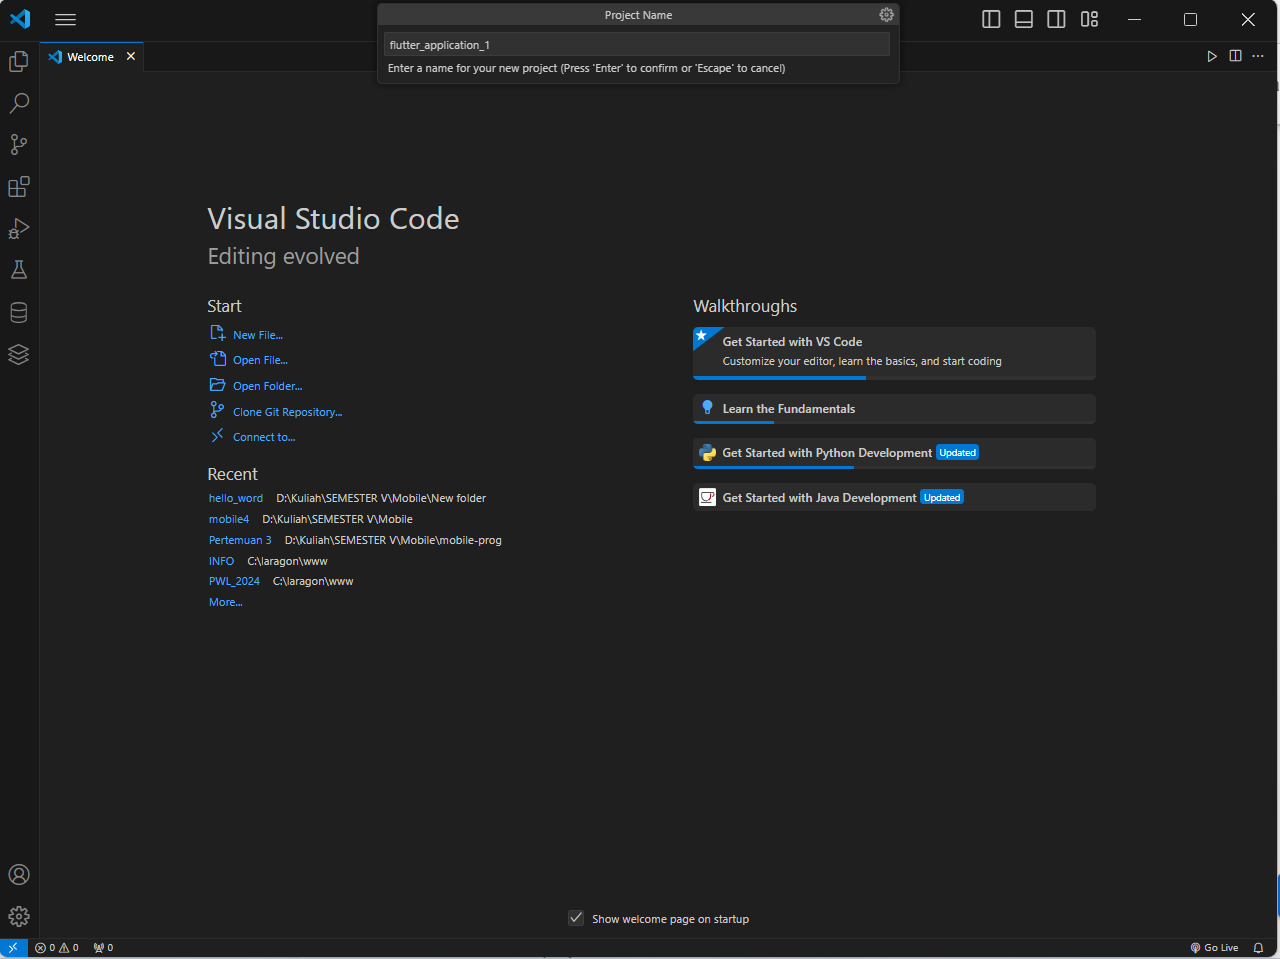 Project Name
flutter_application_1
Enter a name for your new project (Press 'Enter' to confirm or 'Escape' to cancel)
Welcome
Visual Studio Code
Editing evolved
Start
New File...
Open File...
Open Folder...
Clone Git Repository...
Connect to...
Recent
hello_word D:\Kuliah\SEMESTER V\Mobile\New folder
mobile4 D:\Kuliah\SEMESTER V\Mobile
Pertemuan 3 D:\Kuliah\SEMESTER V\Mobile\mobile-prog
INFO C:\laragon\www
PWL_2024 C:\laragon\www
More...
Walkthroughs
Get Started with VS Code
Customize your editor, learn the basics, and start coding
Learn the Fundamentals
Get Started with Python Development Updated
Get Started with Java Development Updated
Show welcome page on startup
0 0 0
Go Live